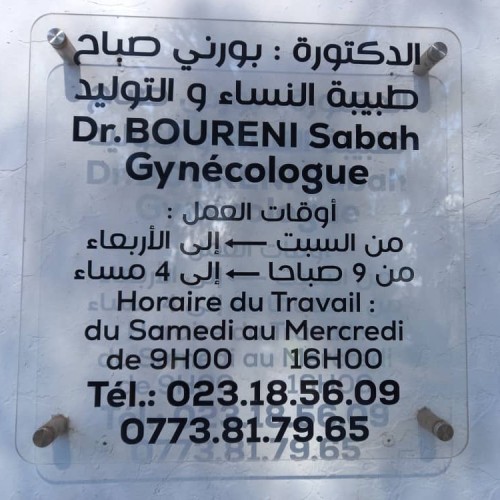 الدكتورة : بورني صباح
طبيبة النساء و التوليد
Dr.BOURENI Sabah
Gynécologue
أوقات العمل :
من السبت ← إلى الأربعاء
من 9 صباحا ← إلى 4 مساء
Horaire du Travail :
du Samedi au Mercredi
de 9H00 16H00
Tél.: 023.18.56.09
0773.81.79.65